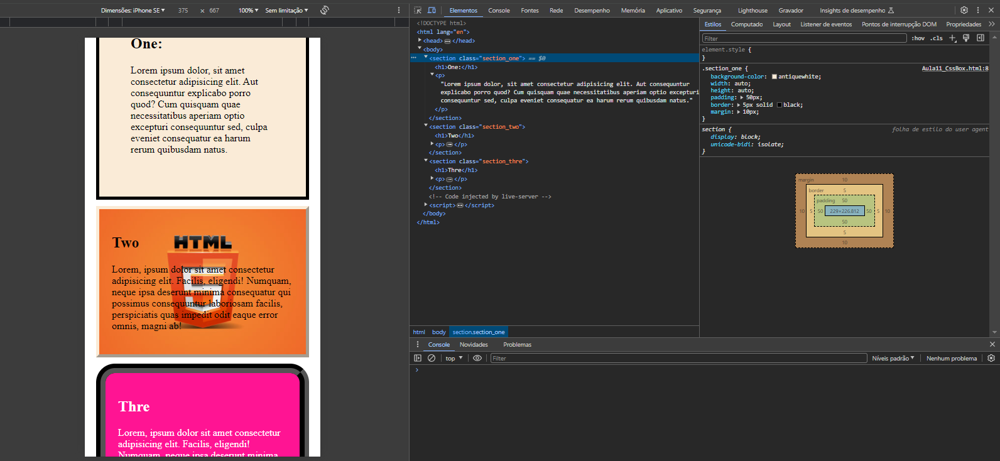 Dimensões: iPhone SE 375 × 667 100% Sem limitação
One:
Lorem ipsum dolor, sit amet
consectetur adipisicing elit. Aut
consequuntur explicabo porro
quod? Cum quisquam quae
necessitatibus aperiam optio
excepturi consequuntur sed, culpa
eveniet consequatur ea harum
rerum quibusdam natus.
HTML
5
Two
Lorem, ipsum dolor sit amet consectetur
adipisicing elit. Facilis, eligendi! Numquam,
neque ipsa deserunt minima consequatur qui
possimus consequuntur laboriosam facilis,
perspiciatis quas impedit odit eaque error
omnis, magni ab!
Thre
Lorem, ipsum dolor sit amet consectetur
adipisicing elit. Facilis, eligendi!
Numquam, neque ipsa deserunt minima
Elementos Console Fontes Rede Desempenho Memória Aplicativo Segurança Lighthouse Gravador Insights de desempenho
<!DOCTYPE html>
<html lang="en">
<head> ••• </head>
<body>
••• <section class="section_one"> == $0
<h1>One:</h1>
<p>
"Lorem ipsum dolor, sit amet consectetur adipisicing elit. Aut consequuntur
explicabo porro quod? Cum quisquam quae necessitatibus aperiam optio excepturi
consequuntur sed, culpa eveniet consequatur ea harum rerum quibusdam natus."
</p>
</section>
<section class="section_two">
<h1>Two</h1>
<p> ••• </p>
</section>
<section class="section_thre">
<h1>Thre</h1>
<p> ••• </p>
</section>
<!-- Code injected by live-server -->
<script> ••• </script>
</body>
</html>
html body section.section_one
Estilos Computado Layout Listener de eventos Pontos de interrupção DOM Propriedades
Filter :hov .cls
element.style {
}
.section_one { Aula11_CssBox.html:8
background-color: antiquewhite;
width: auto;
height: auto;
padding: 50px;
border: 5px solid black;
margin: 10px;
}
section { folha de estilo do user agent
display: block;
unicode-bidi: isolate;
}
margin 10
border 5
padding 50
10 5 50 229×226.812 50 5 10
50
5
10
Console Novidades Problemas
top Filter Níveis padrão Nenhum problema